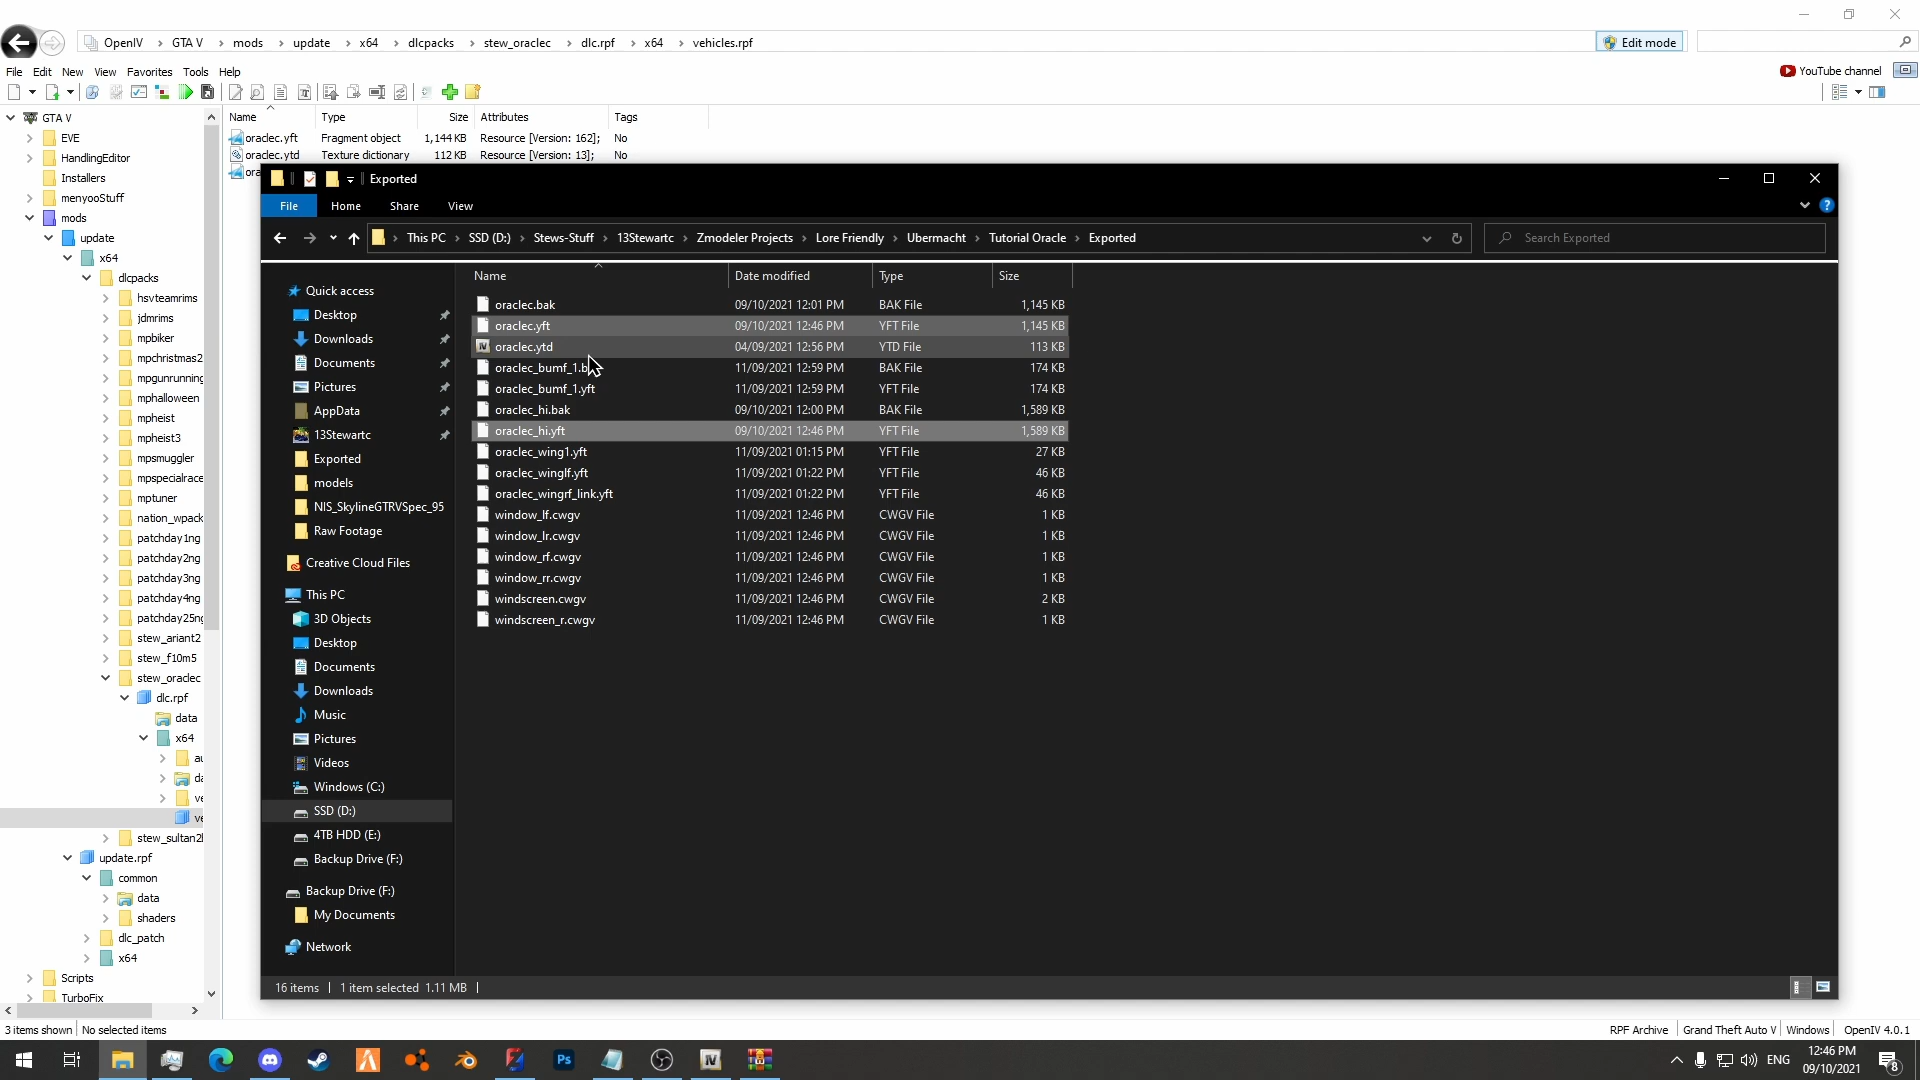 OpenIV › GTA V › mods › update › x64 › dlcpacks › stew_oraclec › dlc.rpf › x64 › vehicles.rpf
Edit mode
File Edit New View Favorites Tools Help
YouTube channel
Name Type Size Attributes Tags
oraclec.yft Fragment object 1,144 KB Resource [Version: 162]; No
oraclec.ytd Texture dictionary 112 KB Resource [Version: 13]; No
ora
GTA V
EVE
HandlingEditor
Installers
menyooStuff
mods
update
x64
dlcpacks
hsvteamrims
jdmrims
mpbiker
mpchristmas2
mpgunrunning
mphalloween
mpheist
mpheist3
mpsmuggler
mpspecialrace
mptuner
nation_wpack
patchday1ng
patchday2ng
patchday3ng
patchday4ng
patchday25ng
stew_ariant2
stew_f10m5
stew_oraclec
dlc.rpf
data
x64
au
da
ve
ve
stew_sultan2
update.rpf
common
data
shaders
dlc_patch
x64
Scripts
TurboFix
3 items shown No selected items
RPF Archive Grand Theft Auto V Windows OpenIV 4.0.1
Exported
File Home Share View
This PC › SSD (D:) › Stews-Stuff › 13Stewartc › Zmodeler Projects › Lore Friendly › Ubermacht › Tutorial Oracle › Exported
Search Exported
Quick access
Desktop
Downloads
Documents
Pictures
AppData
13Stewartc
Exported
models
NIS_SkylineGTRVSpec_95
Raw Footage
Creative Cloud Files
This PC
3D Objects
Desktop
Documents
Downloads
Music
Pictures
Videos
Windows (C:)
SSD (D:)
4TB HDD (E:)
Backup Drive (F:)
Backup Drive (F:)
My Documents
Network
Name Date modified Type Size
oraclec.bak 09/10/2021 12:01 PM BAK File 1,145 KB
oraclec.yft 09/10/2021 12:46 PM YFT File 1,145 KB
oraclec.ytd 04/09/2021 12:56 PM YTD File 113 KB
oraclec_bumf_1.b 11/09/2021 12:59 PM BAK File 174 KB
oraclec_bumf_1.yft 11/09/2021 12:59 PM YFT File 174 KB
oraclec_hi.bak 09/10/2021 12:00 PM BAK File 1,589 KB
oraclec_hi.yft 09/10/2021 12:46 PM YFT File 1,589 KB
oraclec_wing1.yft 11/09/2021 01:15 PM YFT File 27 KB
oraclec_winglf.yft 11/09/2021 01:22 PM YFT File 46 KB
oraclec_wingrf_link.yft 11/09/2021 01:22 PM YFT File 46 KB
window_lf.cwgv 11/09/2021 12:46 PM CWGV File 1 KB
window_lr.cwgv 11/09/2021 12:46 PM CWGV File 1 KB
window_rf.cwgv 11/09/2021 12:46 PM CWGV File 1 KB
window_rr.cwgv 11/09/2021 12:46 PM CWGV File 1 KB
windscreen.cwgv 11/09/2021 12:46 PM CWGV File 2 KB
windscreen_r.cwgv 11/09/2021 12:46 PM CWGV File 1 KB
16 items 1 item selected 1.11 MB
Ps
IV
ENG
12:46 PM
09/10/2021
8